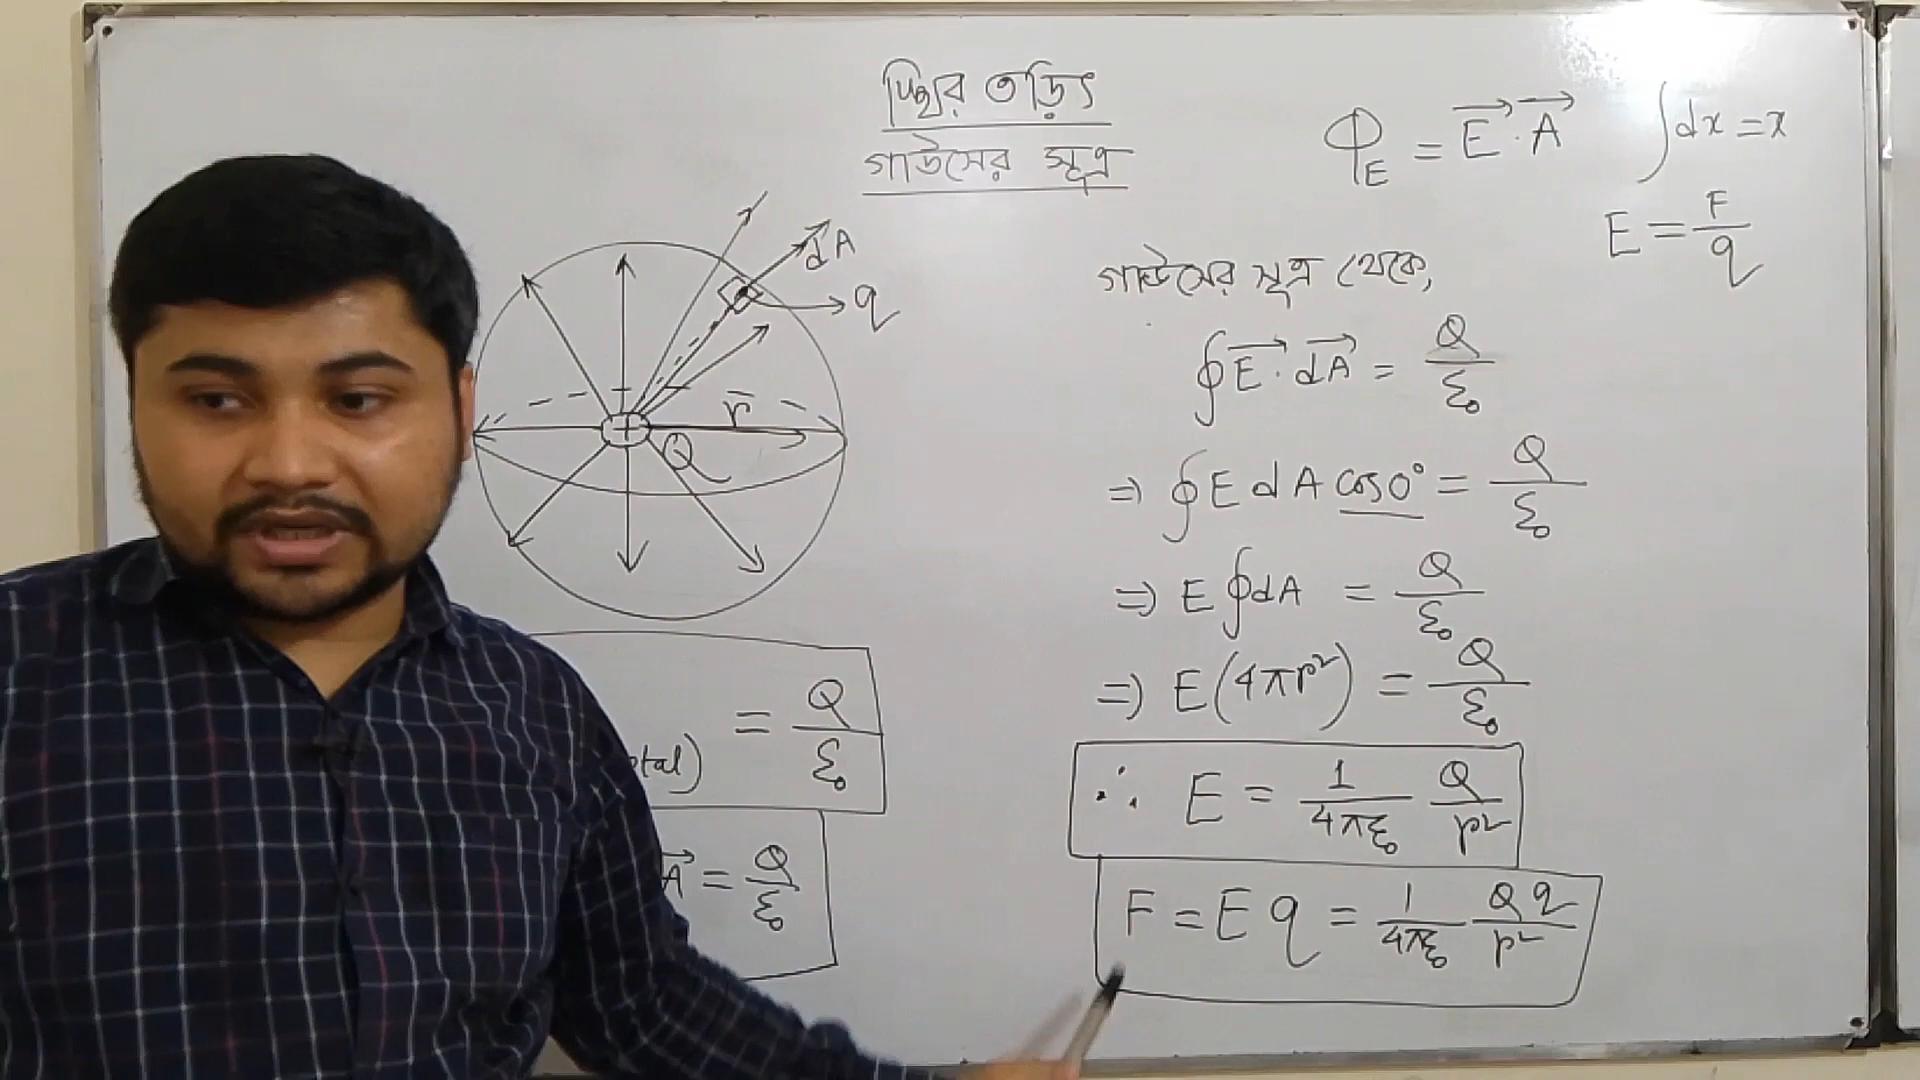 স্থির তড়িৎ
গাউসের সূত্র
Φ_E = E⃗ · A⃗
∫dx = x
E = F/q
dA⃗
q
r
+
Q
গাউসের সূত্র থেকে,
∮E⃗ · dA⃗ = Q/ε₀
⇒ ∮E dA cos0° = Q/ε₀
⇒ E∮dA = Q/ε₀
⇒ E(4πr²) = Q/ε₀
∴ E = 1/4πε₀ Q/r²
F = Eq = 1/4πε₀ Qq/r²
= Q/ε₀
A⃗ = Q/ε₀